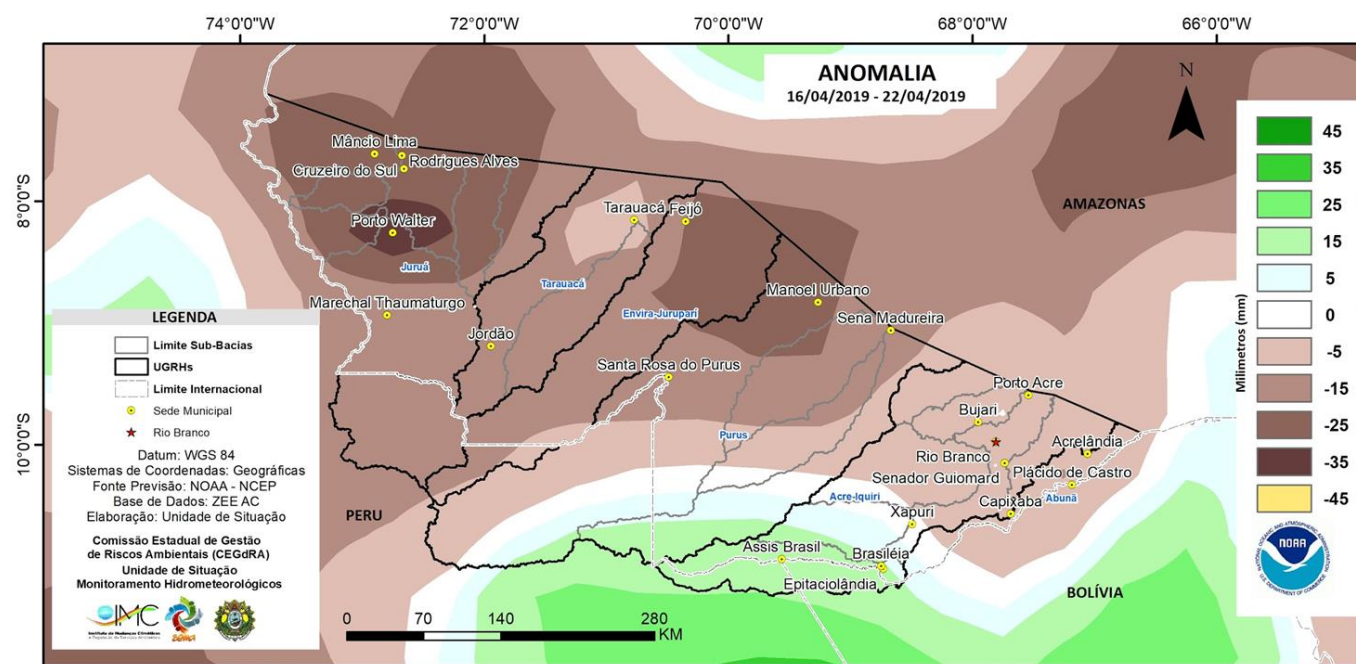 74°0'0"W
72°0'0"W
70°0'0"W
68°0'0"W
66°0'0"W
8°0'0"S
10°0'0"S
ANOMALIA
16/04/2019 - 22/04/2019
N
AMAZONAS
PERU
BOLÍVIA
Mâncio Lima
Rodrigues Alves
Cruzeiro do Sul
Porto Walter
Juruá
Marechal Thaumaturgo
Tarauacá
Feijó
Tarauacá
Jordão
Envira-Jurupari
Manoel Urbano
Sena Madureira
Santa Rosa do Purus
Purus
Porto Acre
Bujari
Rio Branco
Acrelândia
Senador Guiomard
Plácido de Castro
Acre-Iquiri
Abunã
Capixaba
Xapuri
Assis Brasil
Brasiléia
Epitaciolândia
LEGENDA
Limite Sub-Bacias
UGRHs
Limite Internacional
Sede Municipal
Rio Branco
Datum: WGS 84
Sistemas de Coordenadas: Geográficas
Fonte Previsão: NOAA - NCEP
Base de Dados: ZEE AC
Elaboração: Unidade de Situação
Comissão Estadual de Gestão
de Riscos Ambientais (CEGdRA)
Unidade de Situação
Monitoramento Hidrometeorológicos
IMC
SEMA
0 70 140 280
KM
Milimetros (mm)
45
35
25
15
5
0
-5
-15
-25
-35
-45
NOAA